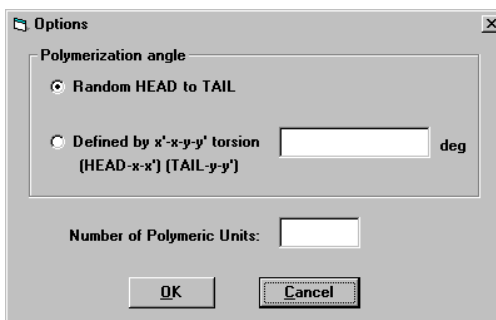 Options
Polymerization angle
Random HEAD to TAIL
Defined by x'-x-y-y' torsion
(HEAD-x-x') (TAIL-y-y')
deg
Number of Polymeric Units:
OK
Cancel